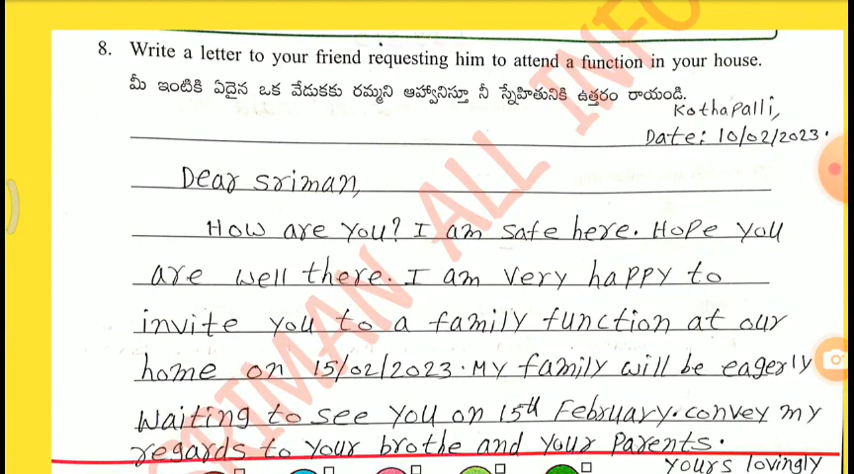 8. Write a letter to your friend requesting him to attend a function in your house.
మీ ఇంటికి ఏదైన ఒక వేడుకకు రమ్మని ఆహ్వానిస్తూ నీ స్నేహితునికి ఉత్తరం రాయండి.
Kothapalli,
Date: 10/02/2023.
Dear Sriman,
How are you? I am safe here. Hope you
are well there. I am very happy to
invite you to a family function at our
home on 15/02/2023. My family will be eagerly
waiting to see you on 15th February. convey my
regards to your brothe and your Parents.
yours lovingly
SRIMAN ALL INFO